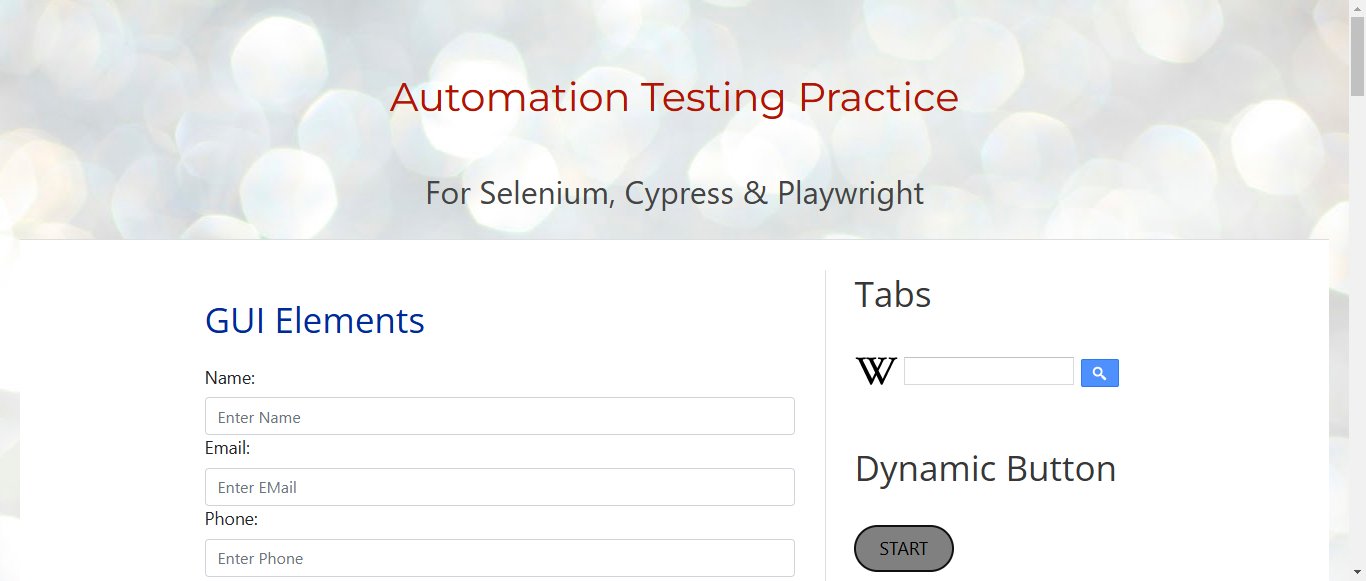 Automation Testing Practice
For Selenium, Cypress & Playwright
GUI Elements
Name:
Enter Name
Email:
Enter EMail
Phone:
Enter Phone
Tabs
W
Dynamic Button
START